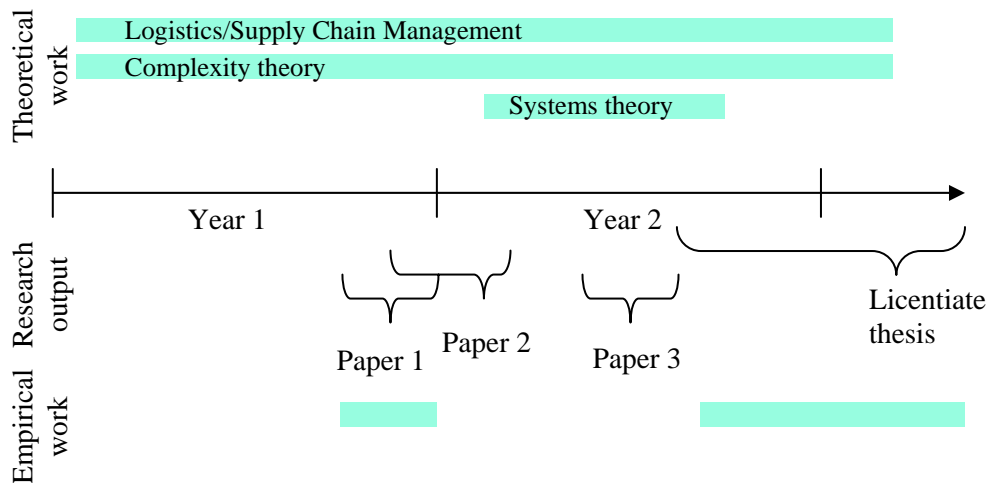 Theoretical
work
Logistics/Supply Chain Management
Complexity theory
Systems theory
Year 1
Year 2
Research
output
Paper 1
Paper 2
Paper 3
Licentiate
thesis
Empirical
work